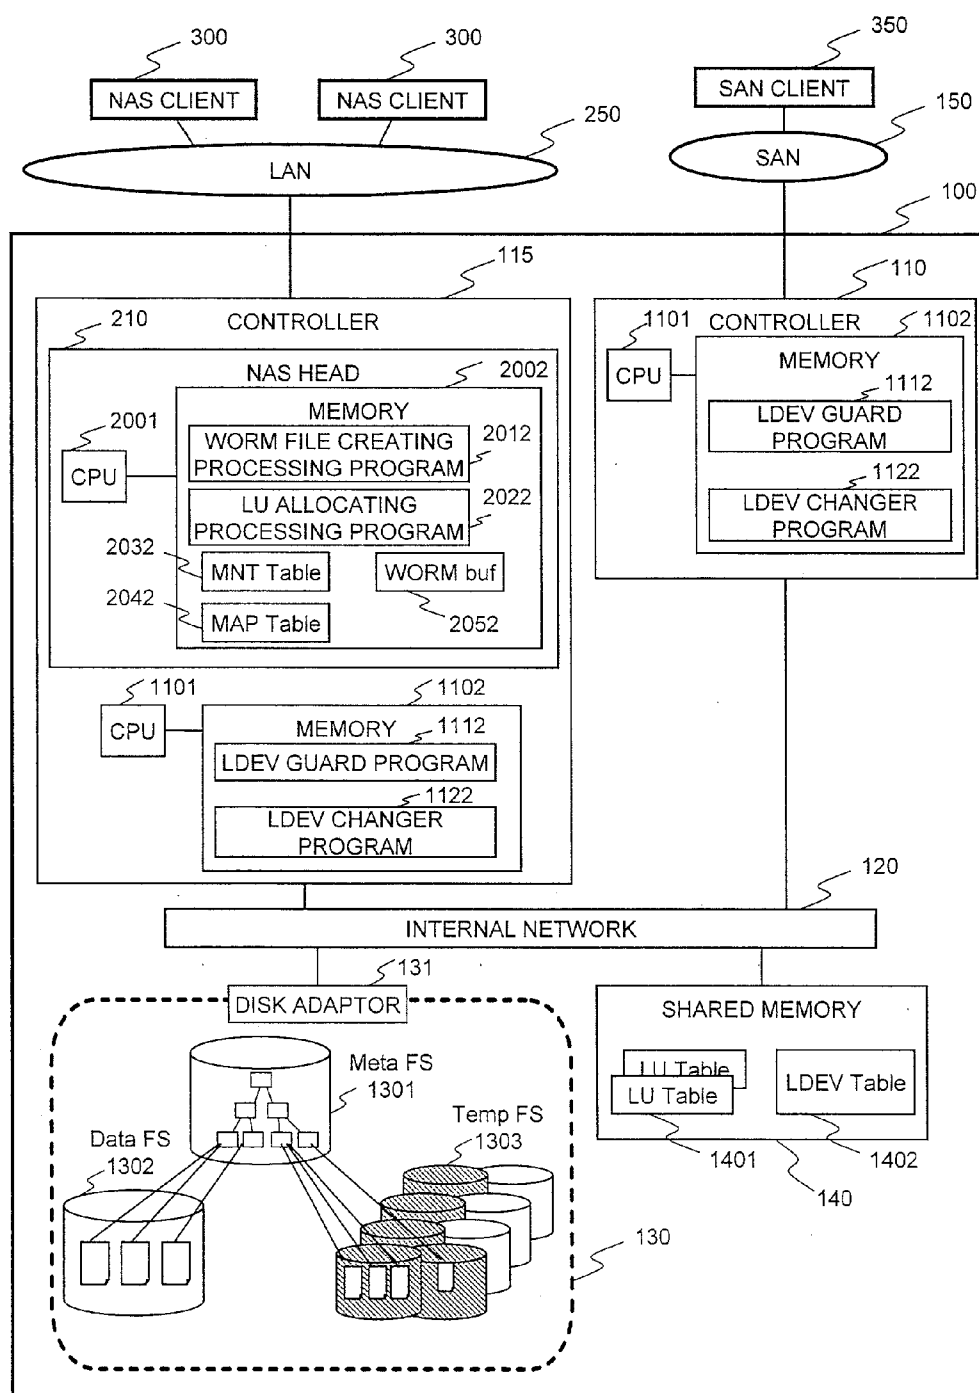 300
300
350
NAS CLIENT
NAS CLIENT
SAN CLIENT
250
150
LAN
SAN
100
115
110
CONTROLLER
210
NAS HEAD
2002
MEMORY
2001
CPU
WORM FILE CREATING
PROCESSING PROGRAM
2012
LU ALLOCATING
PROCESSING PROGRAM
2022
2032
MNT Table
WORM buf
2042
MAP Table
2052
1101
CPU
1102
MEMORY
1112
LDEV GUARD PROGRAM
1122
LDEV CHANGER
PROGRAM
CONTROLLER
1101
CPU
1102
MEMORY
1112
LDEV GUARD
PROGRAM
1122
LDEV CHANGER
PROGRAM
120
INTERNAL NETWORK
131
DISK ADAPTOR
Meta FS
1301
Data FS
1302
Temp FS
1303
130
SHARED MEMORY
LU Table
LU Table
LDEV Table
1401
1402
140